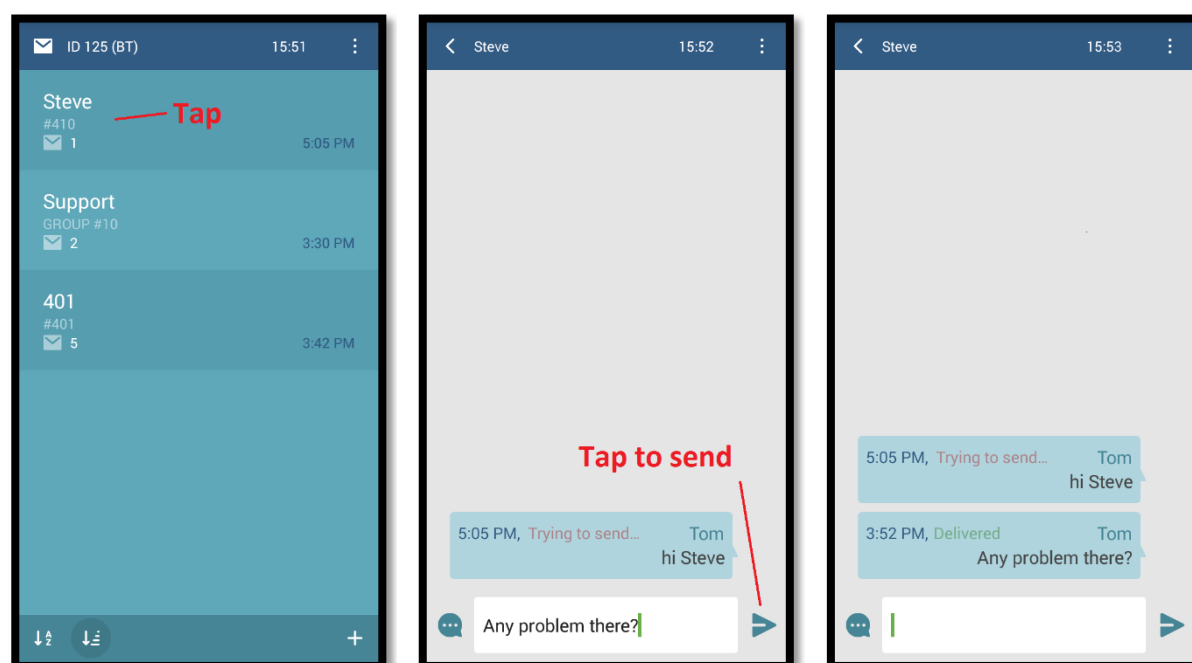 ID 125 (BT) 15:51
Steve
#410
1 5:05 PM
Tap
Support
GROUP #10
2 3:30 PM
401
#401
5 3:42 PM
Steve 15:52
Tap to send
5:05 PM, Trying to send... Tom
hi Steve
Any problem there?
Steve 15:53
5:05 PM, Trying to send... Tom
hi Steve
3:52 PM, Delivered Tom
Any problem there?